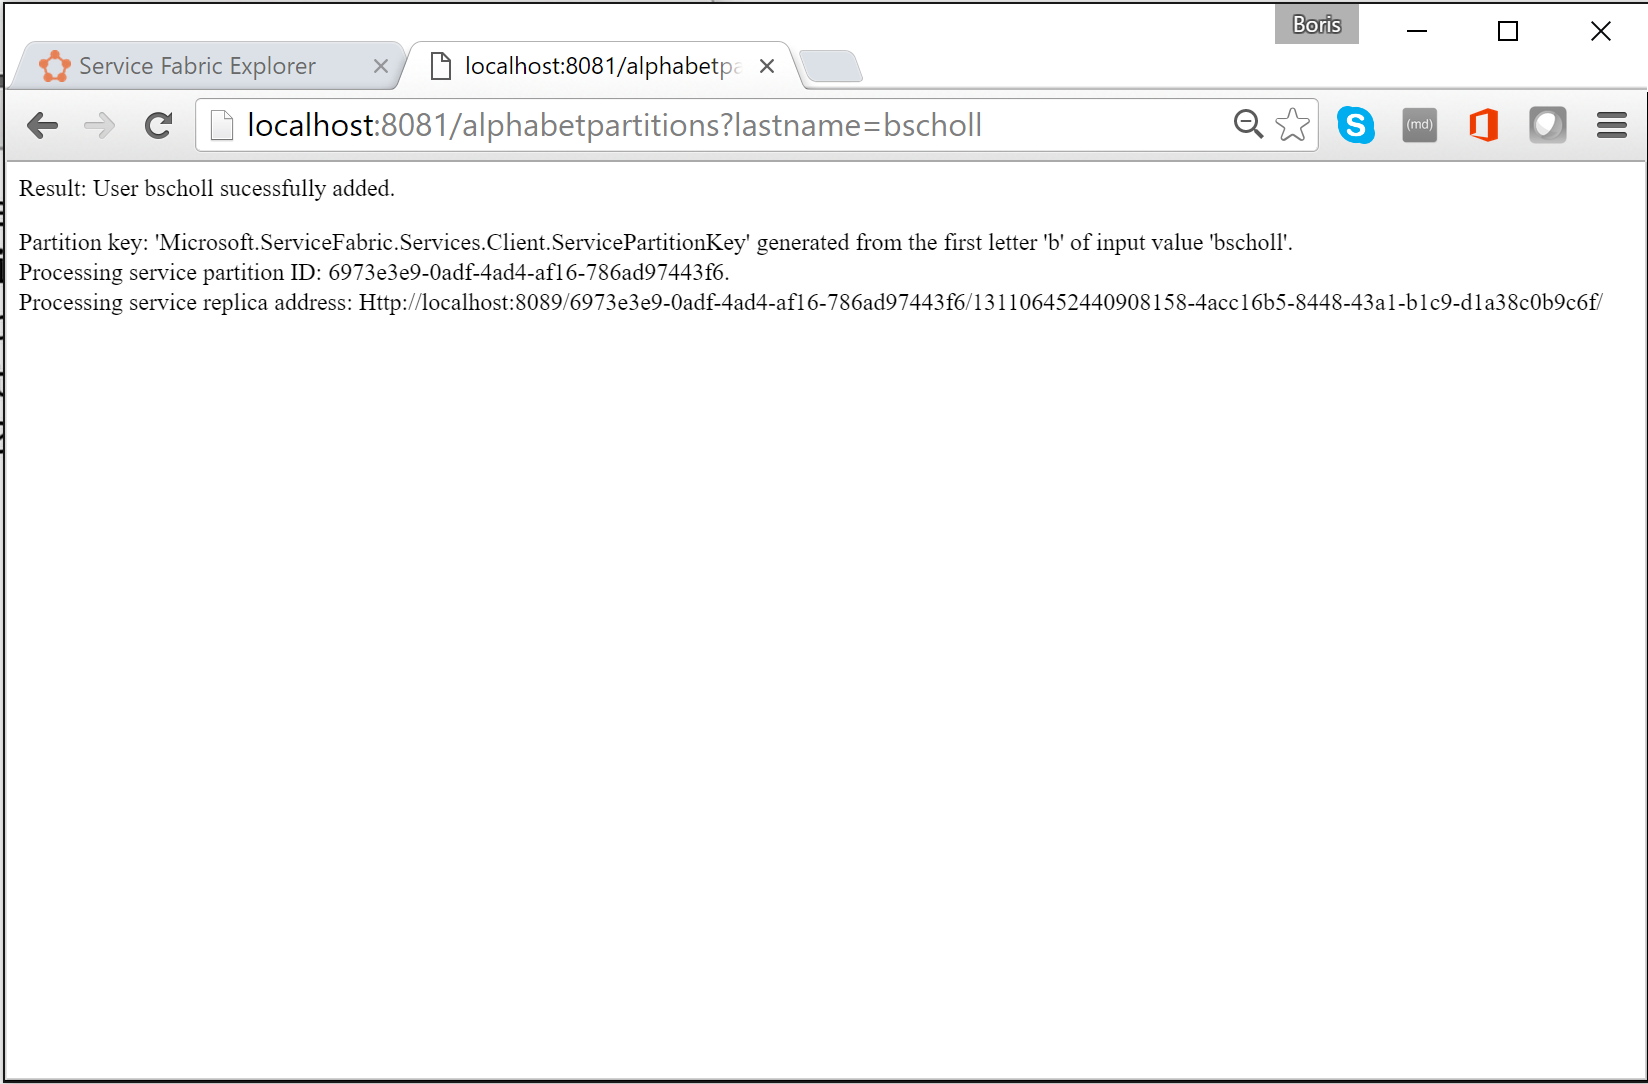 Boris
Service Fabric Explorer
localhost:8081/alphabetpa
localhost:8081/alphabetpartitions?lastname=bscholl
S
(md)
Result: User bscholl sucessfully added.
Partition key: 'Microsoft.ServiceFabric.Services.Client.ServicePartitionKey' generated from the first letter 'b' of input value 'bscholl'.
Processing service partition ID: 6973e3e9-0adf-4ad4-af16-786ad97443f6.
Processing service replica address: Http://localhost:8089/6973e3e9-0adf-4ad4-af16-786ad97443f6/131106452440908158-4acc16b5-8448-43a1-b1c9-d1a38c0b9c6f/